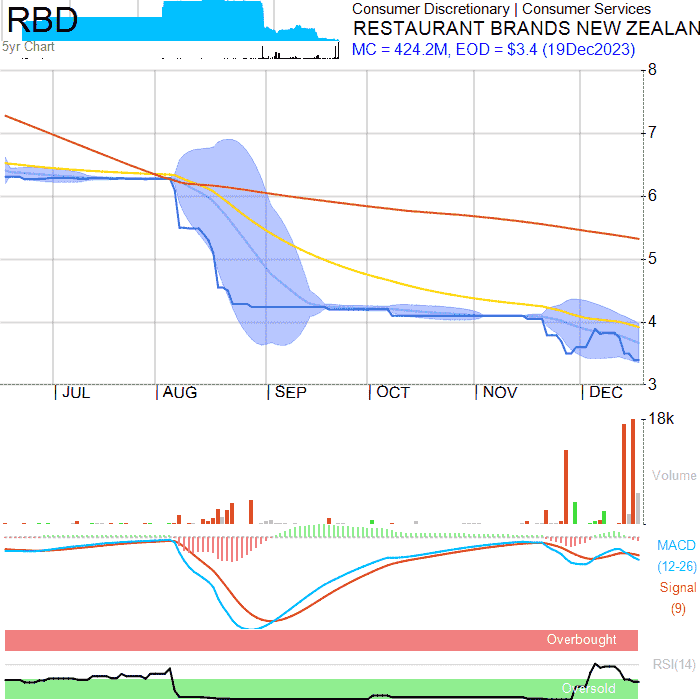 RBD
5yr Chart
Consumer Discretionary | Consumer Services
RESTAURANT BRANDS NEW ZEALAN
MC = 424.2M, EOD = $3.4 (19Dec2023)
8
7
6
5
4
3
JUL AUG SEP OCT NOV DEC
18k
Volume
MACD
(12-26)
Signal
(9)
Overbought
RSI(14)
Oversold